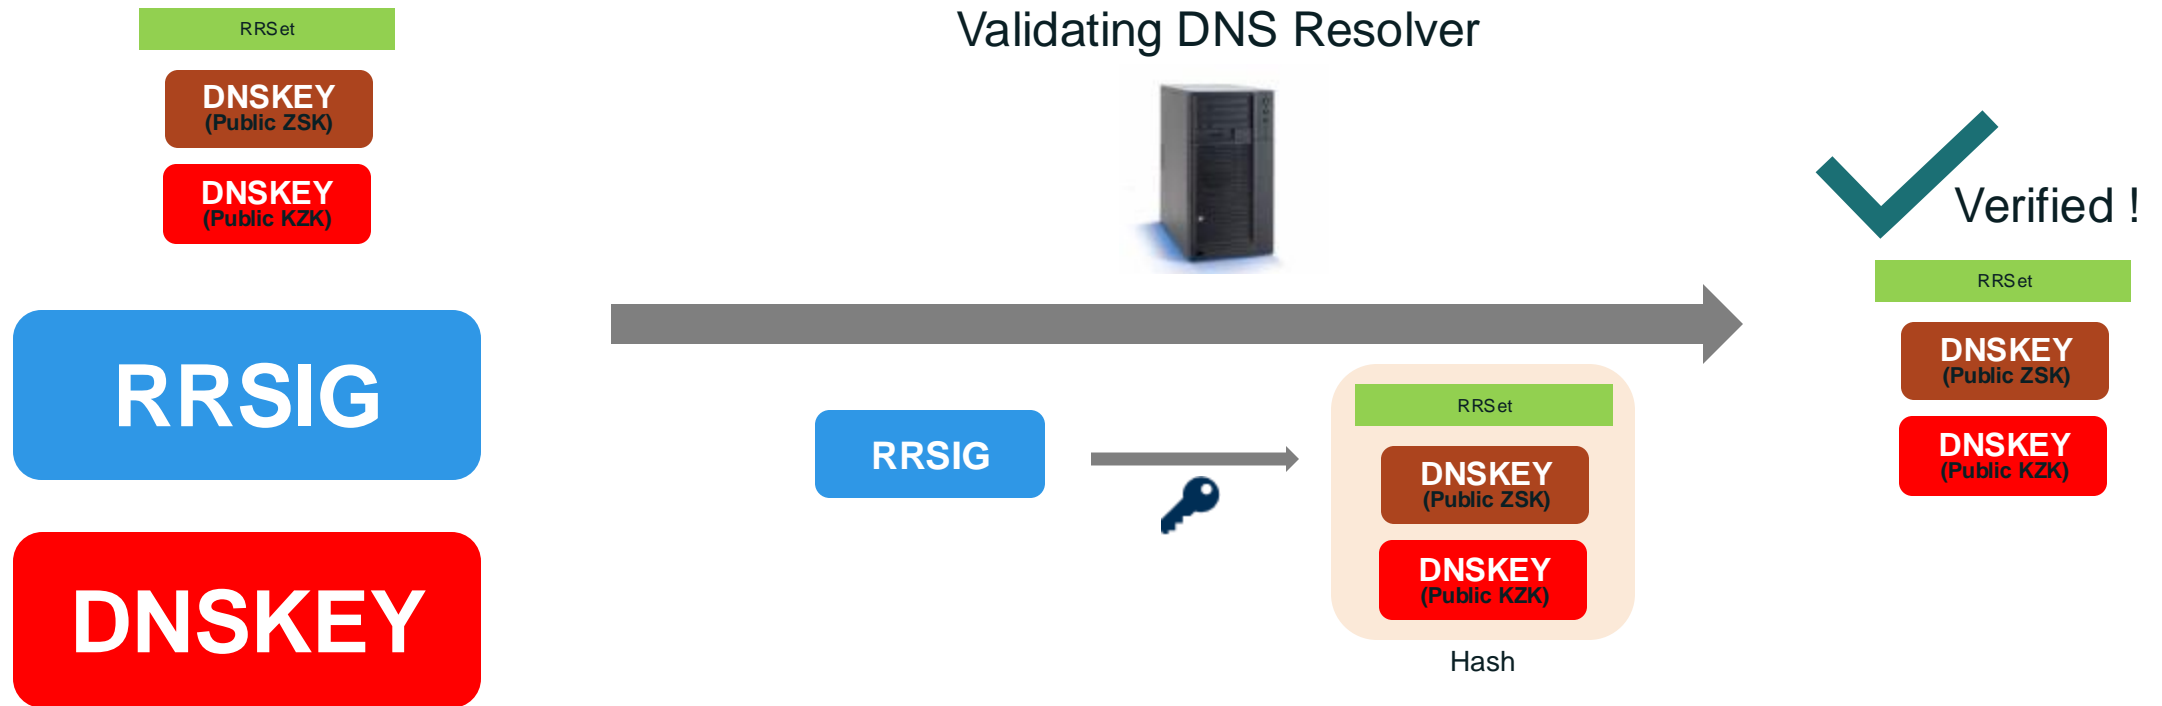 RRSet
DNSKEY
(Public ZSK)
DNSKEY
(Public KZK)
RRSIG
DNSKEY
Validating DNS Resolver
RRSIG
RRSet
DNSKEY
(Public ZSK)
DNSKEY
(Public KZK)
Hash
Verified !
RRSet
DNSKEY
(Public ZSK)
DNSKEY
(Public KZK)